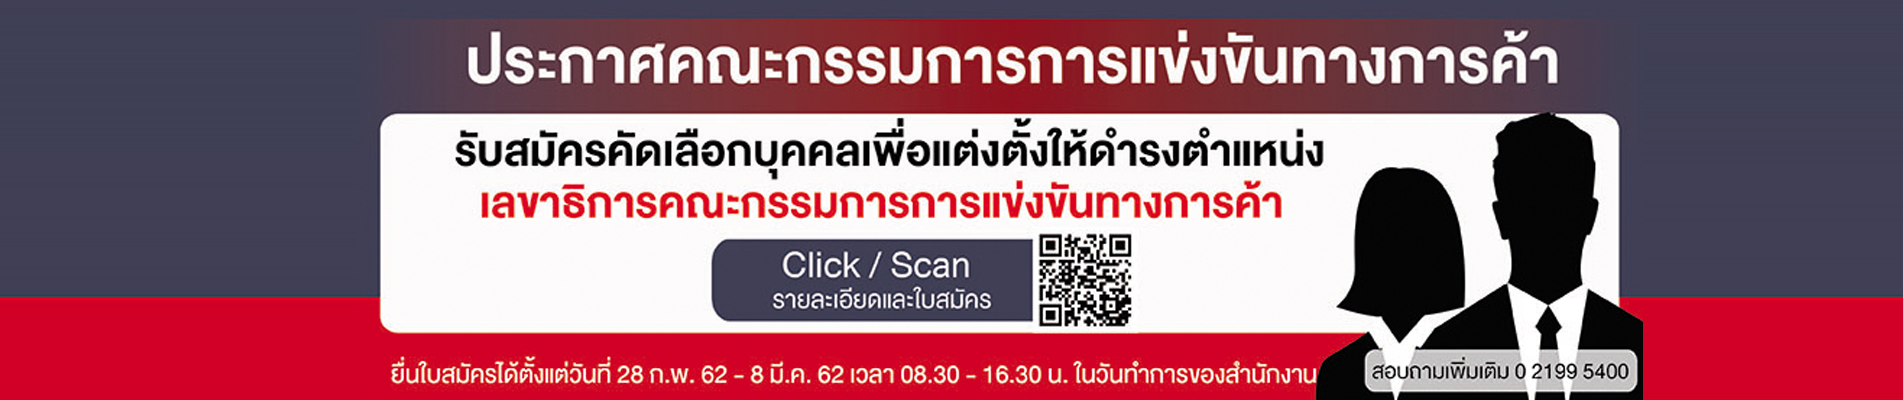 ประกาศคณะกรรมการการแข่งขันทางการค้า
รับสมัครคัดเลือกบุคคลเพื่อแต่งตั้งให้ดำรงตำแหน่ง
เลขาธิการคณะกรรมการการแข่งขันทางการค้า
Click / Scan
รายละเอียดและใบสมัคร
ยื่นใบสมัครได้ตั้งแต่วันที่ 28 ก.พ. 62 - 8 มี.ค. 62 เวลา 08.30 - 16.30 น. ในวันทำการของสำนักงาน
สอบถามเพิ่มเติม 0 2199 5400